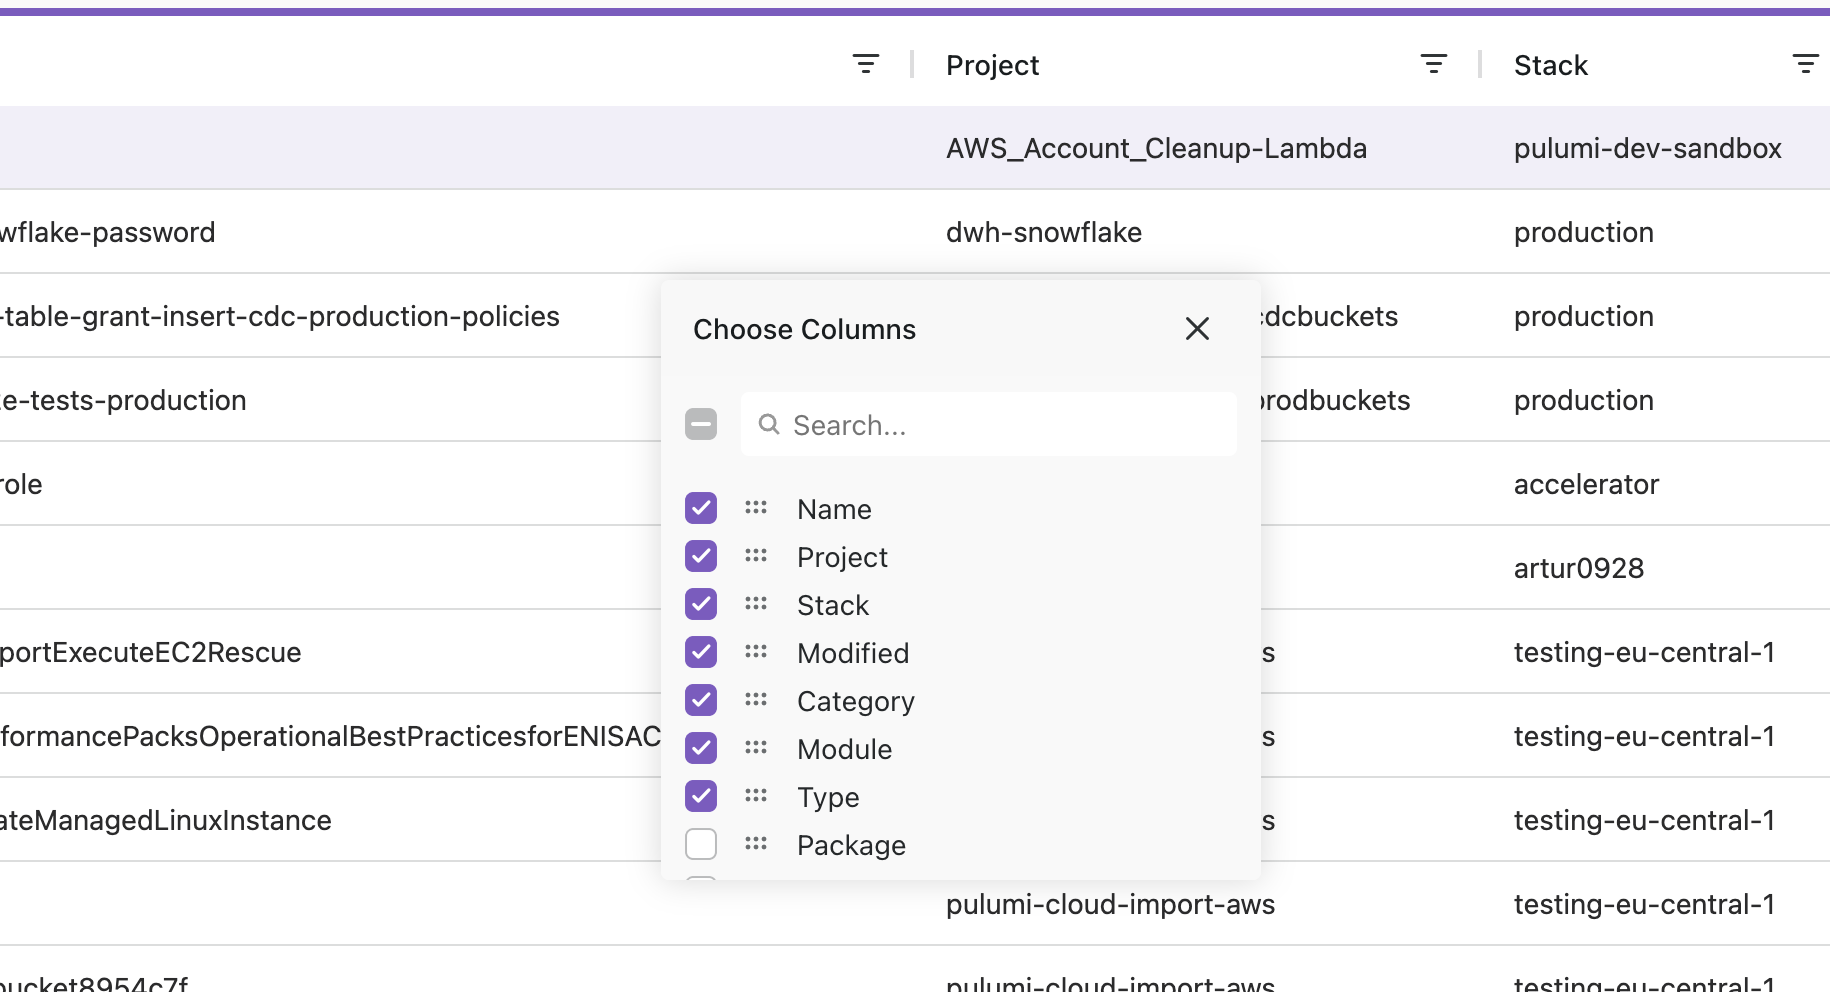 Project Stack
AWS_Account_Cleanup-Lambda pulumi-dev-sandbox
wflake-password dwh-snowflake production
-table-grant-insert-cdc-production-policies cdcbuckets production
e-tests-production prodbuckets production
role accelerator
artur0928
portExecuteEC2Rescue s testing-eu-central-1
formancePacksOperationalBestPracticesforENISAC s testing-eu-central-1
ateManagedLinuxInstance s testing-eu-central-1
pulumi-cloud-import-aws testing-eu-central-1
bucket8954c7f pulumi-cloud-import-aws testing-eu-central-1
Choose Columns
Search...
Name
Project
Stack
Modified
Category
Module
Type
Package